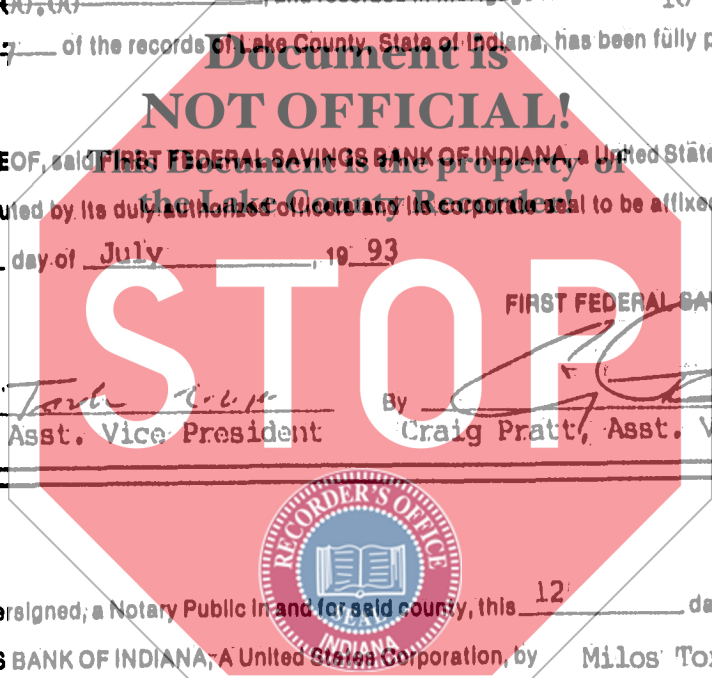 00.00
of the records of Lake County, State of Indiana, has been fully p
Document is
NOT OFFICIAL!
EOF, said FIRST FEDERAL SAVINGS BANK OF INDIANA, a United State
This Document is the property of
uted by its duly authorized officers and its corporate seal to be affixed
the Lake County Recorder!
day of July, 19 93
STOP
FIRST FEDERAL SA
By
Asst. Vice President Craig Pratt, Asst. V
RECORDER'S OFFICE
SEAL
INDIANA
ersigned, a Notary Public in and for said county, this 12 da
S BANK OF INDIANA, A United States Corporation, by Milos To